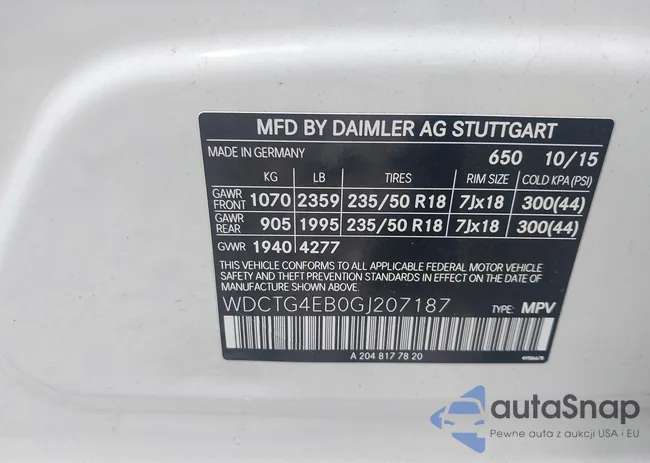 MFD BY DAIMLER AG STUTTGART
MADE IN GERMANY 650 10/15
KG LB TIRES RIM SIZE COLD KPA(PSI)
GAWR FRONT 1070 2359 235/50 R18 7Jx18 300(44)
GAWR REAR 905 1995 235/50 R18 7Jx18 300(44)
GVWR 1940 4277
THIS VEHICLE CONFORMS TO ALL APPLICABLE FEDERAL MOTOR VEHICLE
SAFETY AND THEFT PREVENTION STANDARDS IN EFFECT ON THE DATE
OF MANUFACTURE SHOWN ABOVE.
WDCTG4EB0GJ207187 TYPE: MPV
A 204 817 78 20
autaSnap
Pewne auta z aukcji USA i EU